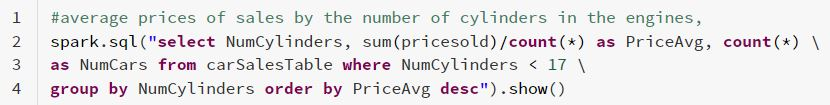 1 #average prices of sales by the number of cylinders in the engines,
2 spark.sql("select NumCylinders, sum(pricesold)/count(*) as PriceAvg, count(*) \
3 as NumCars from carSalesTable where NumCylinders < 17 \
4 group by NumCylinders order by PriceAvg desc").show()